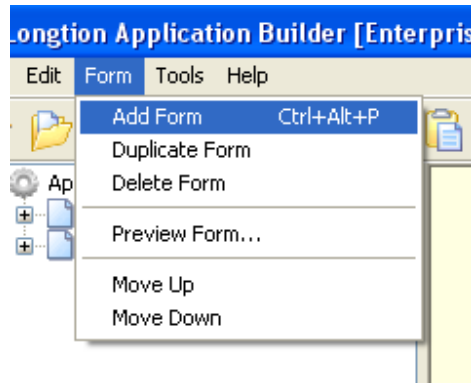 Longtion Application Builder [Enterpris
Edit Form Tools Help
Add Form Ctrl+Alt+P
Duplicate Form
Ap
Delete Form
Preview Form...
Move Up
Move Down